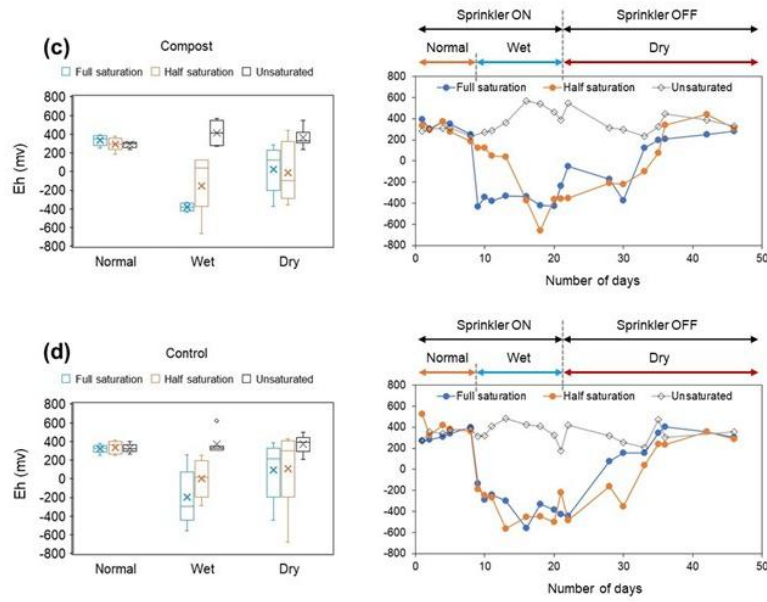 (c)
Compost
Full saturation Half saturation Unsaturated
Eh (mv)
800
600
400
200
0
-200
-400
-600
-800
Normal Wet Dry
Sprinkler ON Sprinkler OFF
Normal Wet Dry
Full saturation Half saturation Unsaturated
800
600
400
200
0
-200
-400
-600
-800
0 10 20 30 40 50
Number of days
(d)
Control
Full saturation Half saturation Unsaturated
Eh (mv)
800
600
400
200
0
-200
-400
-600
-800
Normal Wet Dry
Sprinkler ON Sprinkler OFF
Normal Wet Dry
Full saturation Half saturation Unsaturated
800
600
400
200
0
-200
-400
-600
-800
0 10 20 30 40 50
Number of days